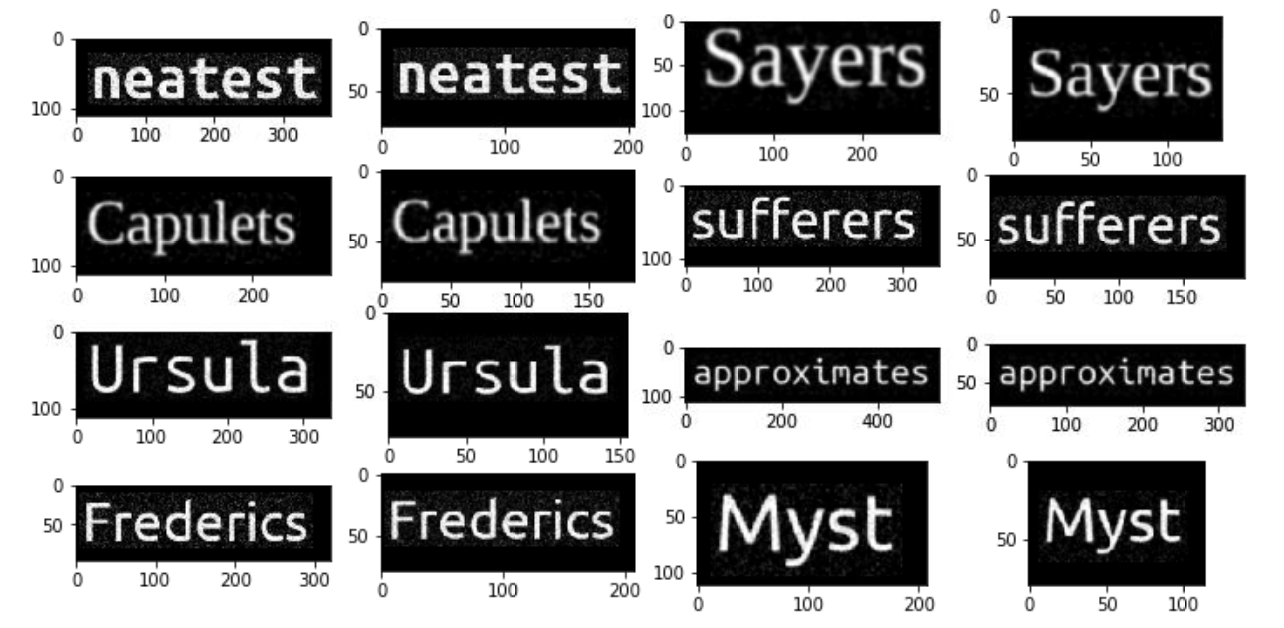 0 100 neatest 0 100 200 300
0 50 neatest 0 100 200
0 50 100 Sayers 0 100 200
0 50 Sayers 0 50 100
0 100 Capulets 0 100 200
0 50 Capulets 0 50 100 150
0 100 sufferers 0 100 200 300
0 50 sufferers 0 50 100 150
0 100 Ursula 0 100 200 300
0 50 Ursula 0 50 100 150
0 100 approximates 0 200 400
0 50 approximates 0 100 200 300
0 50 Frederics 0 100 200 300
0 50 Frederics 0 100 200
0 50 100 Myst 0 100 200
0 50 Myst 0 50 100